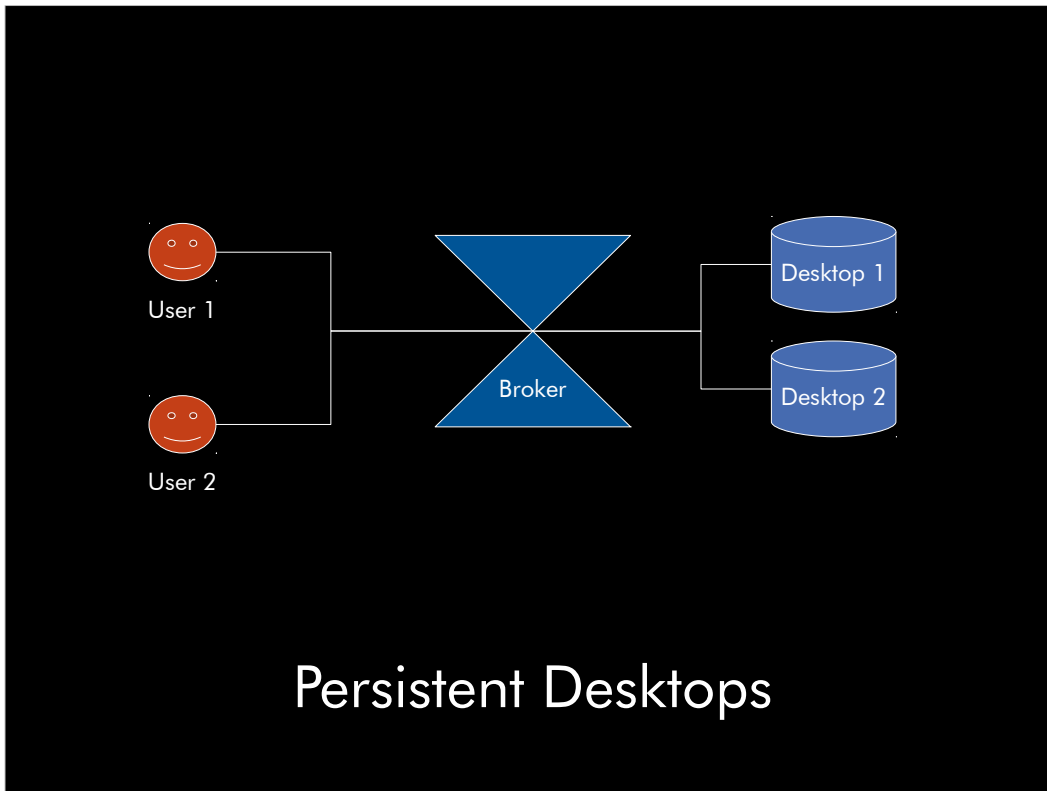 User 1
User 2
Broker
Desktop 1
Desktop 2
Persistent Desktops